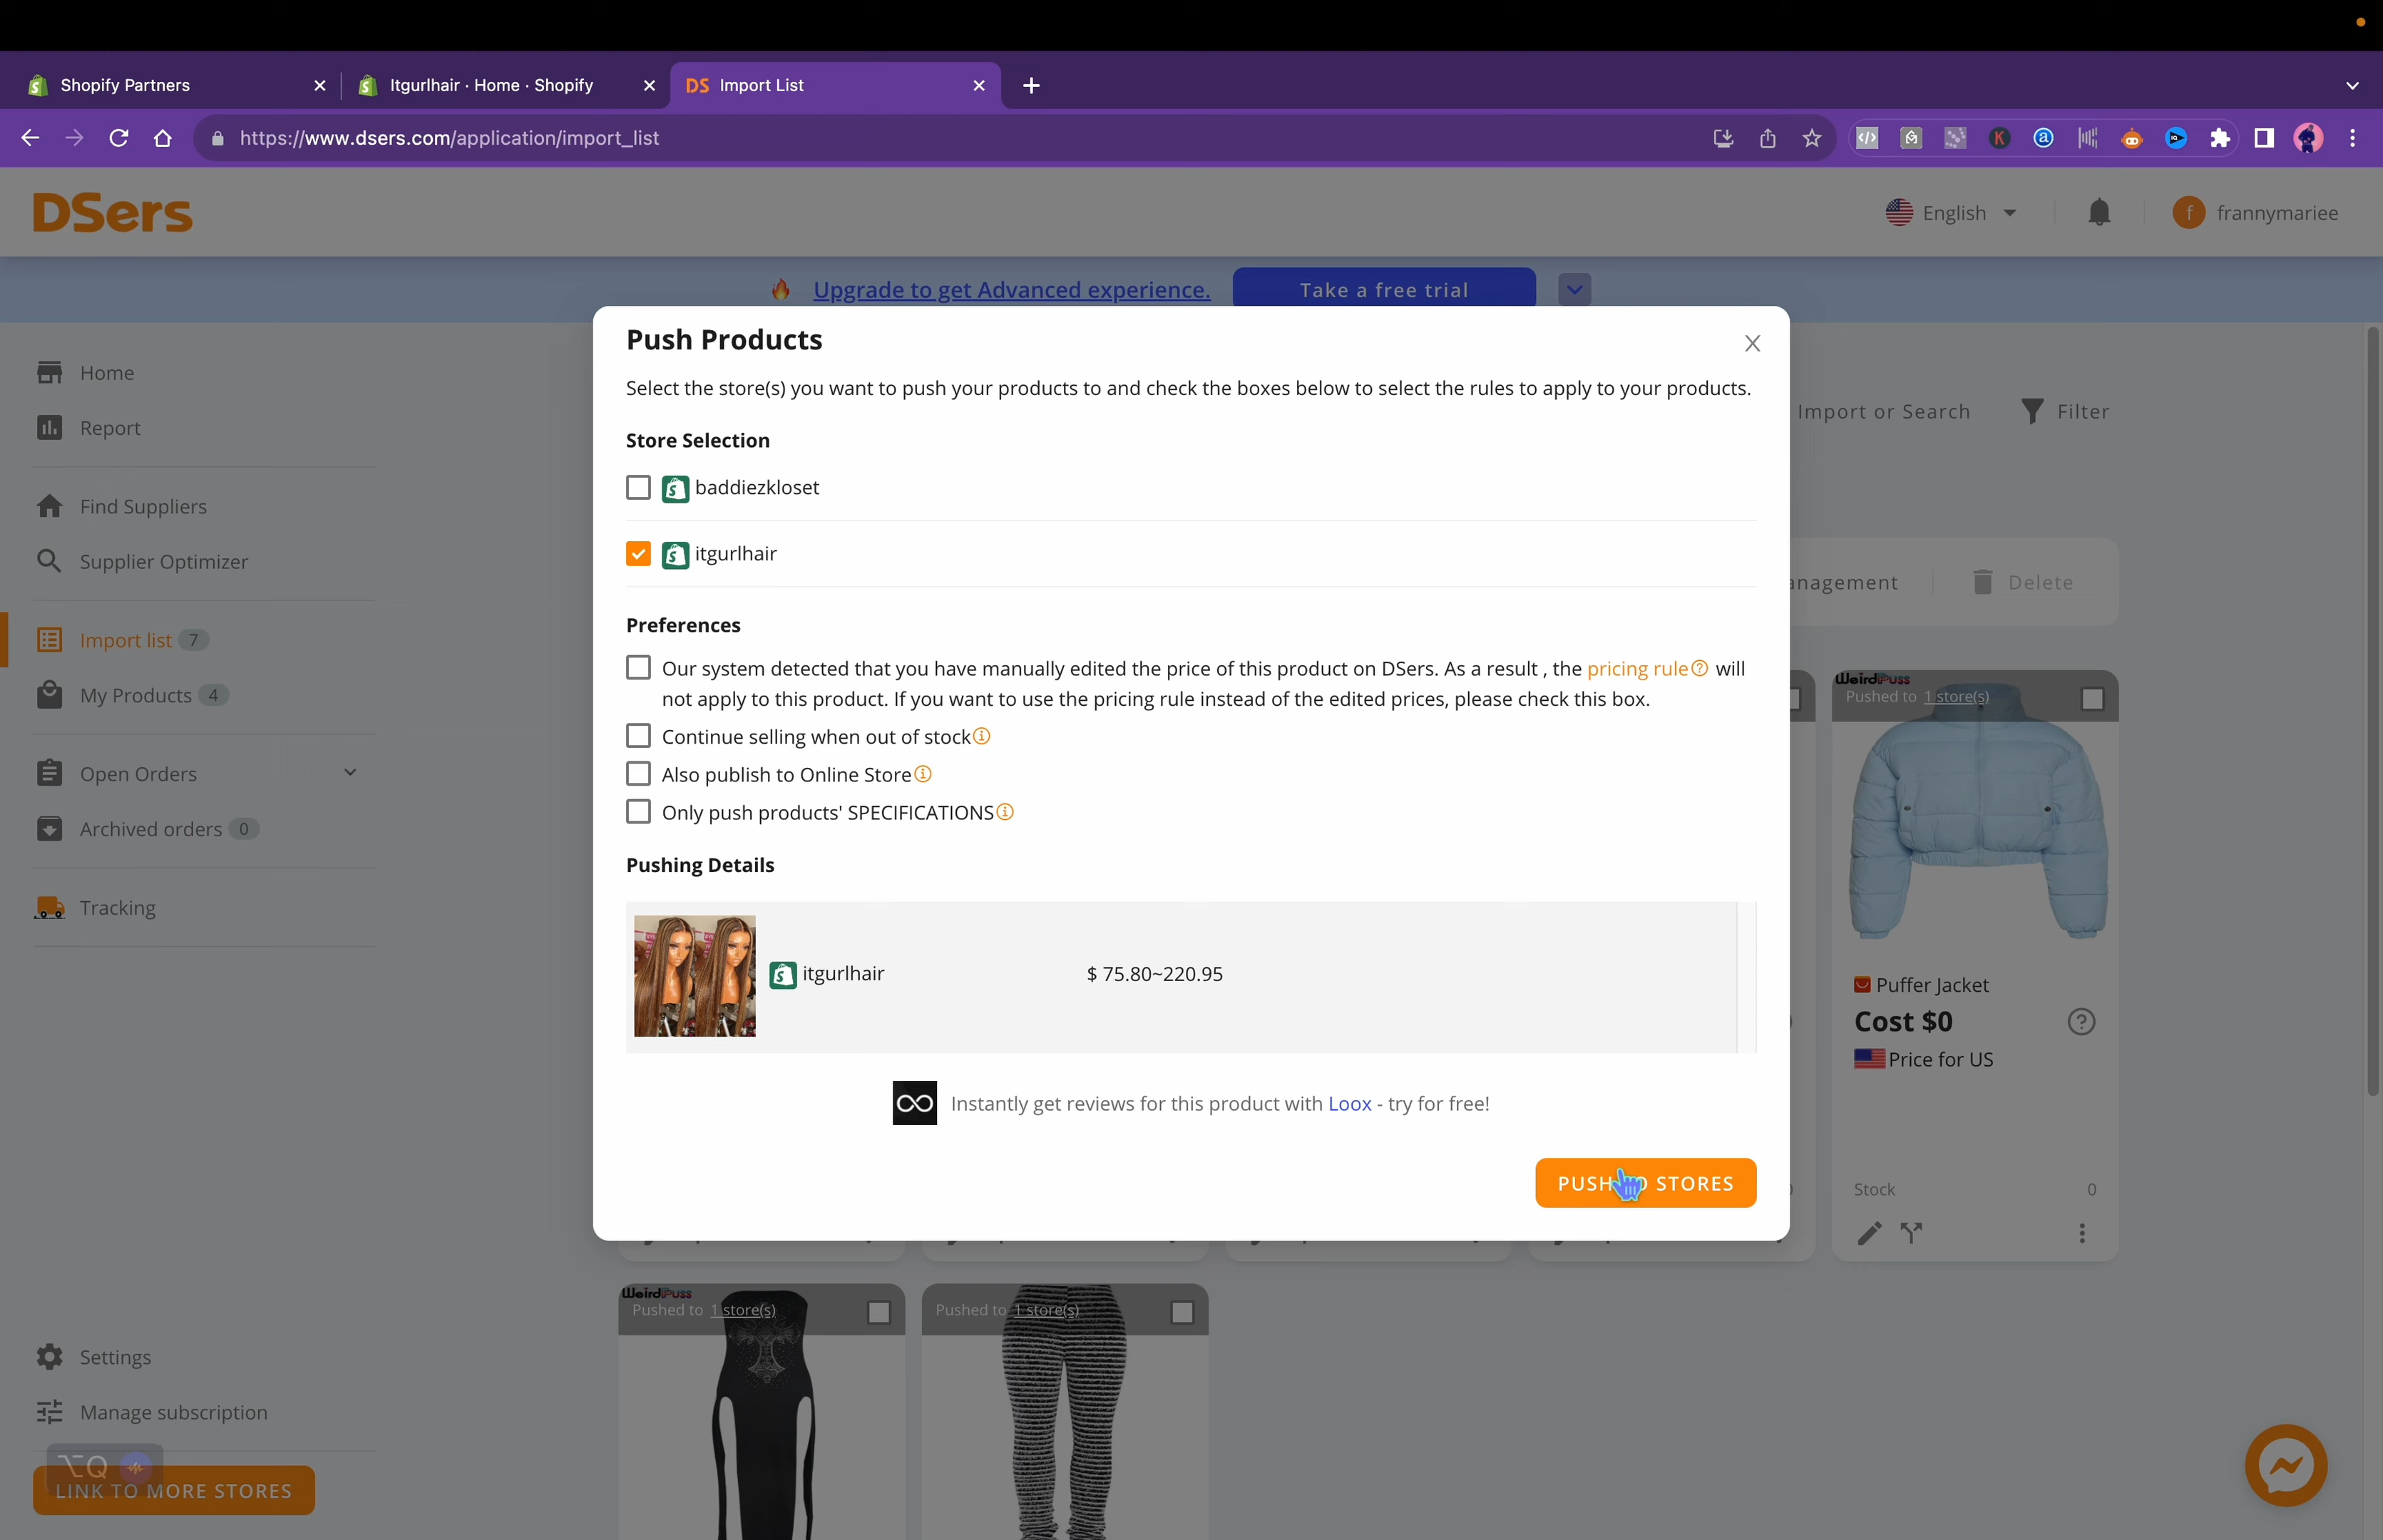 Shopify Partners
Itgurlhair · Home · Shopify
DS Import List
https://www.dsers.com/application/import_list
DSers
English
f frannymariee
Upgrade to get Advanced experience.
Take a free trial
Home
Report
Find Suppliers
Supplier Optimizer
Import list 7
My Products 4
Open Orders
Archived orders 0
Tracking
Settings
Manage subscription
⌥Q
LINK TO MORE STORES
Push Products
X
Select the store(s) you want to push your products to and check the boxes below to select the rules to apply to your products.
Store Selection
baddiezkloset
itgurlhair
Preferences
Our system detected that you have manually edited the price of this product on DSers. As a result , the pricing rule will
not apply to this product. If you want to use the pricing rule instead of the edited prices, please check this box.
Continue selling when out of stock
Also publish to Online Store
Only push products' SPECIFICATIONS
Pushing Details
itgurlhair
$ 75.80~220.95
Instantly get reviews for this product with Loox - try for free!
PUSH STORES
Import or Search
Filter
anagement
Delete
WeirdPuss
Pushed to 1 store(s)
Puffer Jacket
Cost $0
Price for US
Stock 0
WeirdPuss
Pushed to 1 store(s)
Pushed to 1 store(s)